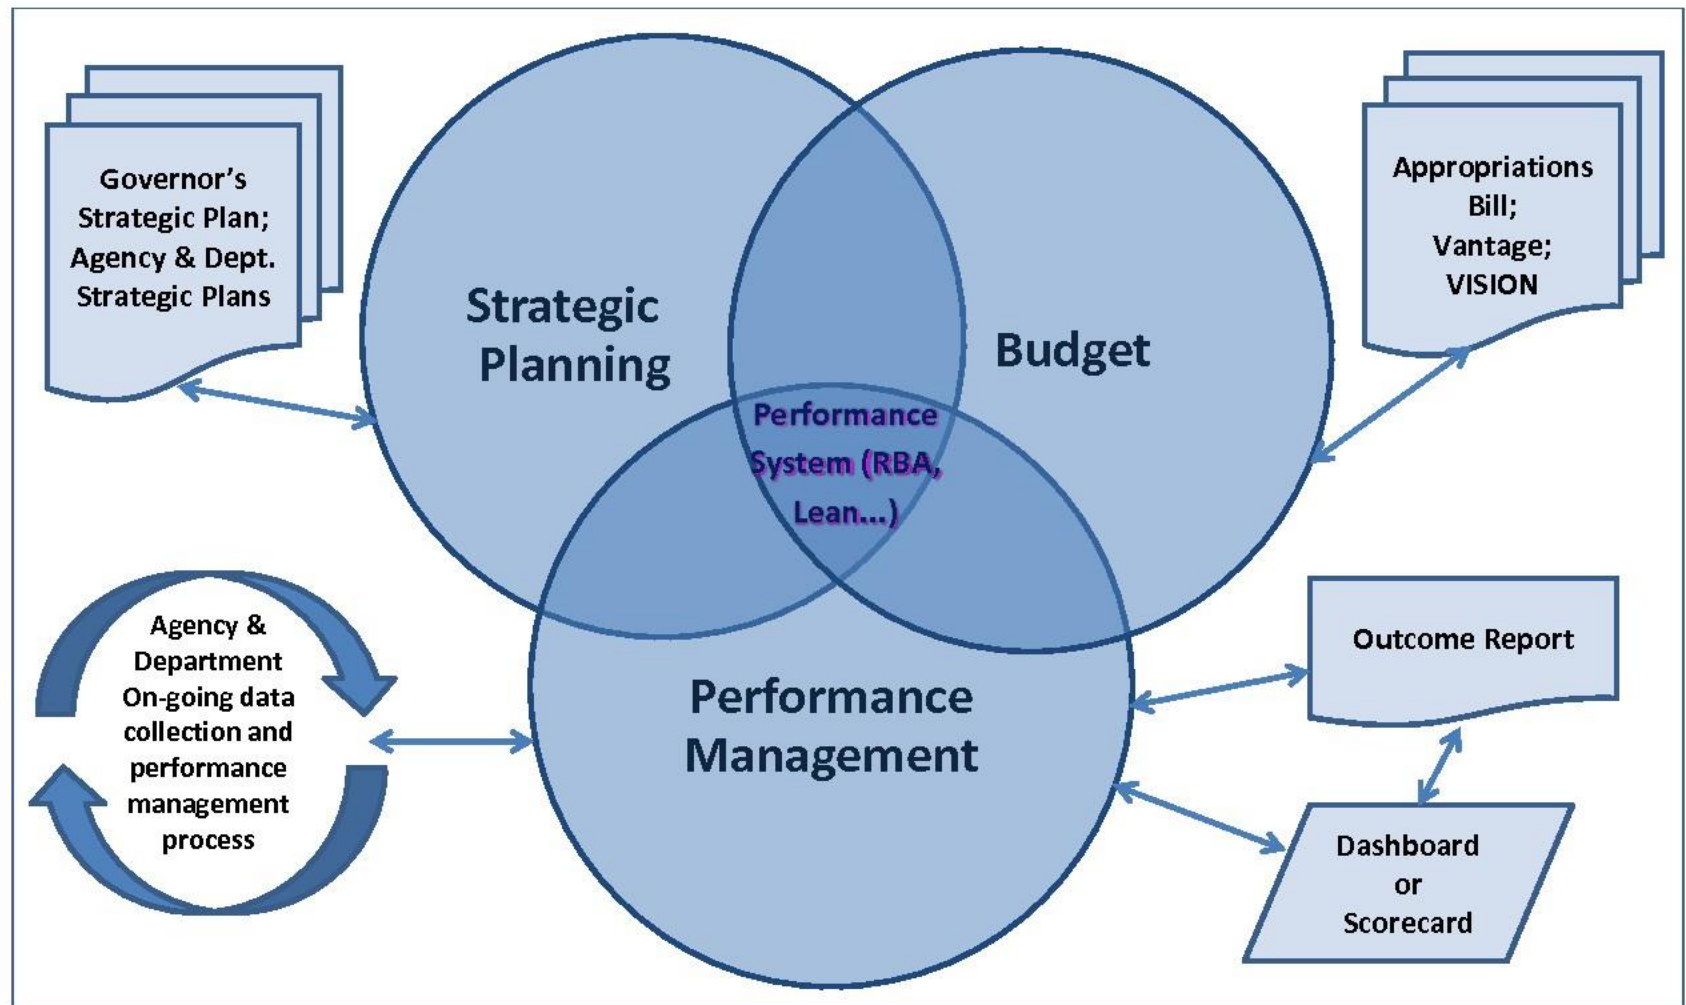 Governor’s
Strategic Plan;
Agency & Dept.
Strategic Plans
Strategic
Planning
Budget
Appropriations
Bill;
Vantage;
VISION
Performance
System (RBA,
Lean...)
Agency &
Department
On-going data
collection and
performance
management
process
Performance
Management
Outcome Report
Dashboard
or
Scorecard